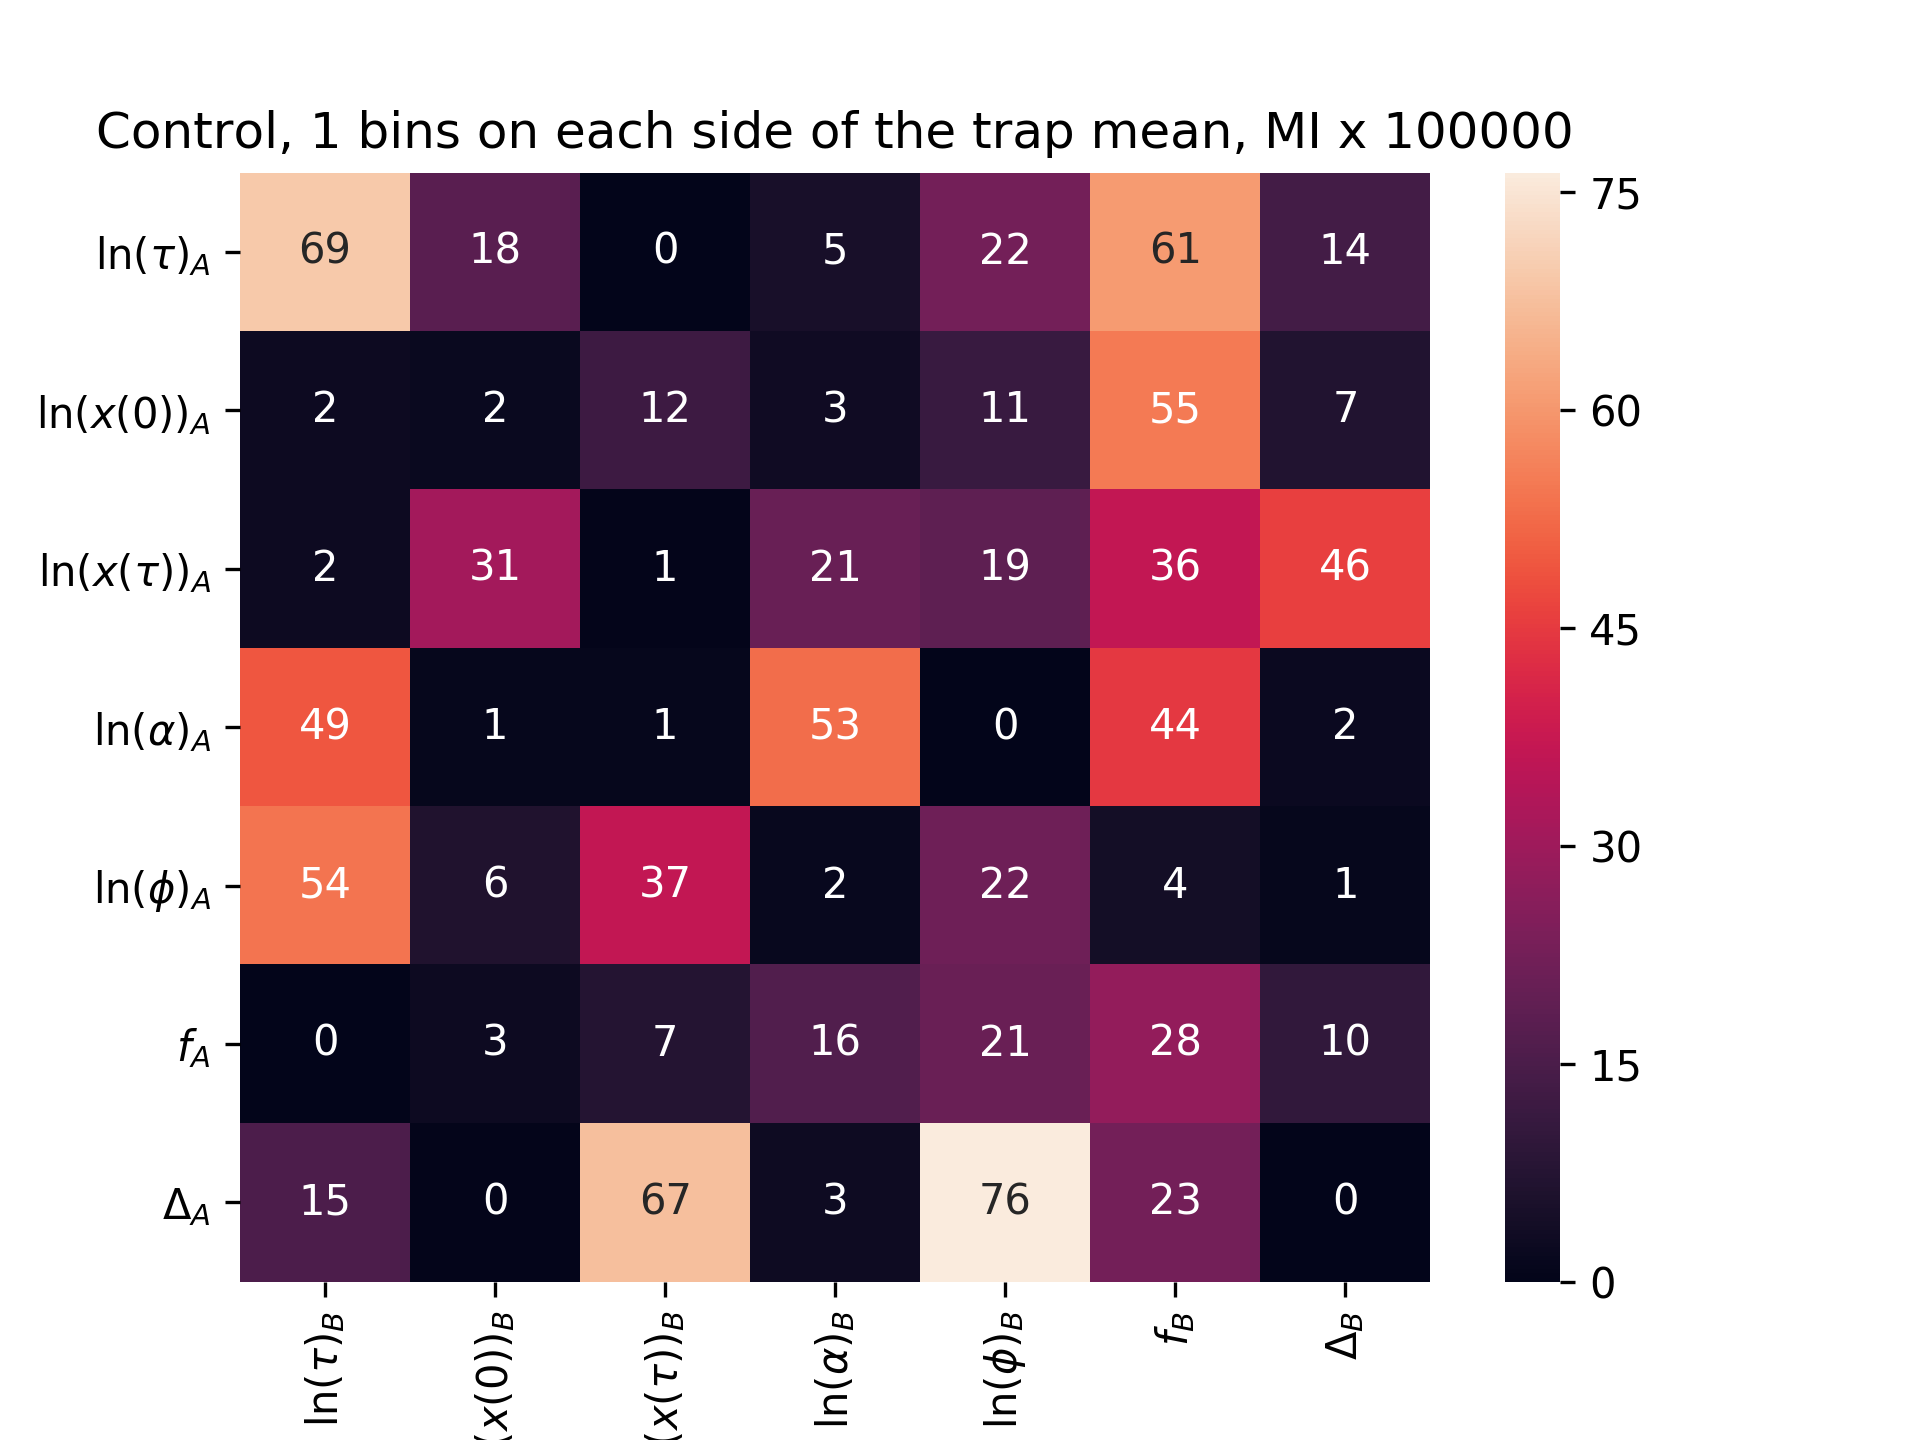 Control, 1 bins on each side of the trap mean, MI x 100000
ln(τ)A 69 18 0 5 22 61 14
ln(x(0))A 2 2 12 3 11 55 7
ln(x(τ))A 2 31 1 21 19 36 46
ln(α)A 49 1 1 53 0 44 2
ln(ϕ)A 54 6 37 2 22 4 1
fA 0 3 7 16 21 28 10
ΔA 15 0 67 3 76 23 0
ln(τ)B (x(0))B (x(τ))B ln(α)B ln(ϕ)B fB ΔB
75
60
45
30
15
0